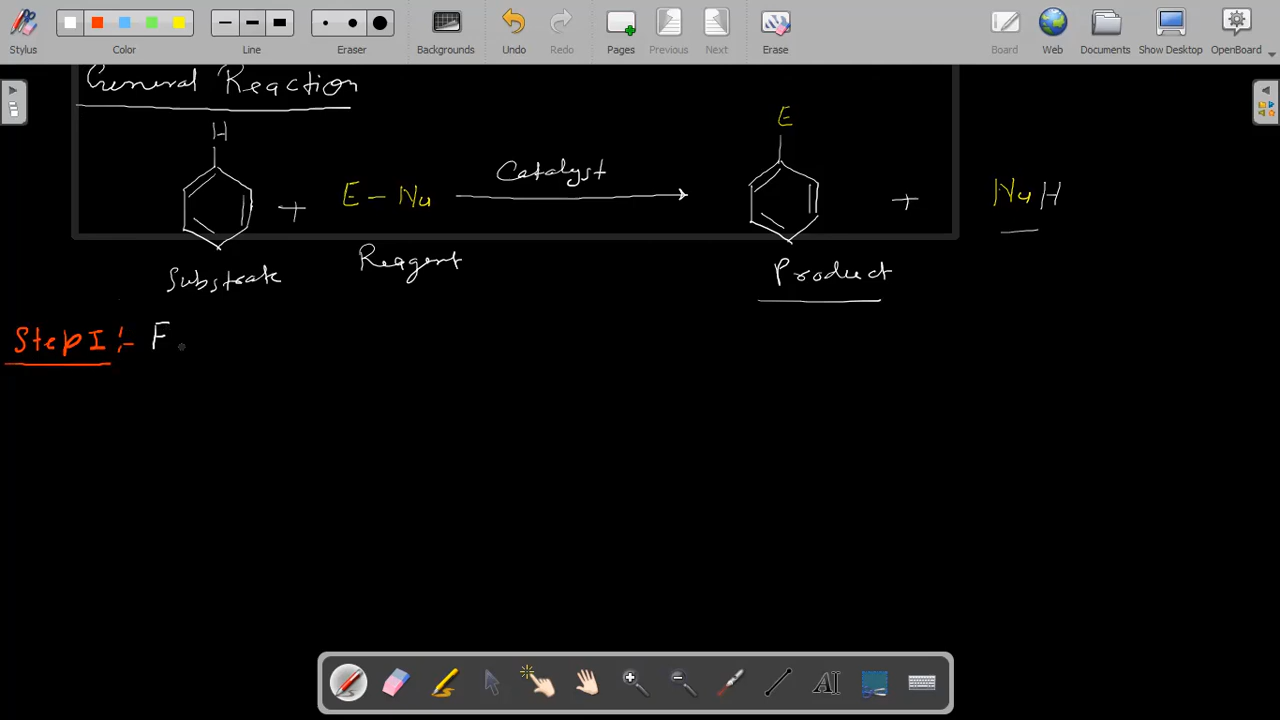 Stylus Color Line Eraser Backgrounds Undo Redo Pages Previous Next Erase Board Web Documents Show Desktop OpenBoard
General Reaction
H E
E - Nu Catalyst
+ + NuH
Substrate Reagent Product
Step I :- F